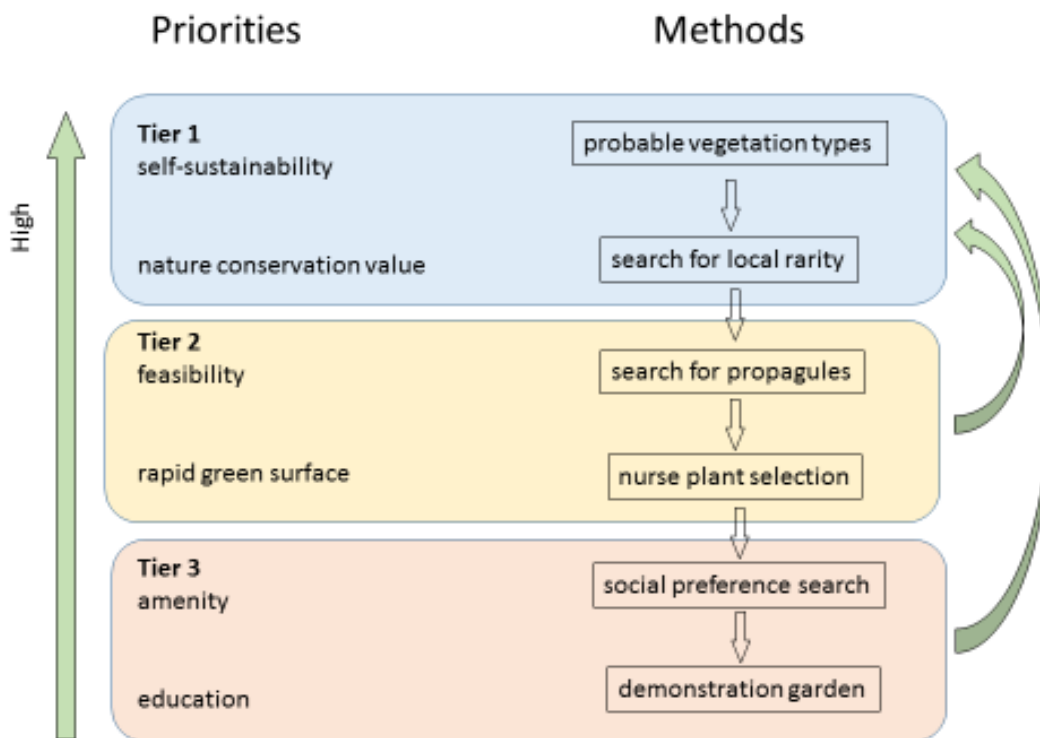 Priorities
Methods
High
Tier 1
self-sustainability
probable vegetation types
nature conservation value
search for local rarity
Tier 2
feasibility
search for propagules
rapid green surface
nurse plant selection
Tier 3
amenity
social preference search
education
demonstration garden